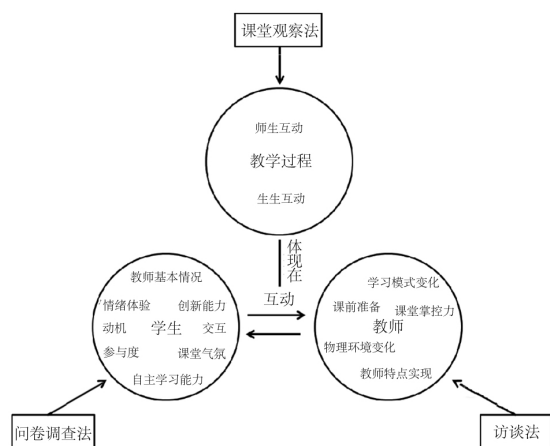 课堂观察法
师生互动
教学过程
生生互动
体现在
互动
教师基本情况
情绪体验 创新能力
动机 学生 交互
参与度 课堂气氛
自主学习能力
学习模式变化
课前准备 课堂掌控力
教师
物理环境变化
教师特点实现
问卷调查法
访谈法